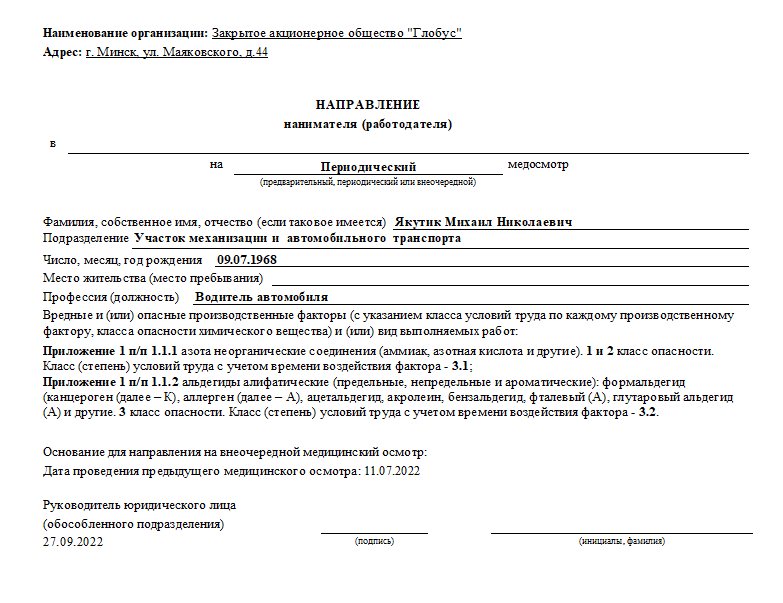 Наименование организации: Закрытое акционерное общество "Глобус"
Адрес: г. Минск, ул. Маяковского, д.44
НАПРАВЛЕНИЕ
нанимателя (работодателя)
в
на Периодический медосмотр
(предварительный, периодический или внеочередной)
Фамилия, собственное имя, отчество (если таковое имеется) Якутик Михаил Николаевич
Подразделение Участок механизации и автомобильного транспорта
Число, месяц, год рождения 09.07.1968
Место жительства (место пребывания)
Профессия (должность) Водитель автомобиля
Вредные и (или) опасные производственные факторы (с указанием класса условий труда по каждому производственному
фактору, класса опасности химического вещества) и (или) вид выполняемых работ:
Приложение 1 п/п 1.1.1 азота неорганические соединения (аммиак, азотная кислота и другие). 1 и 2 класс опасности.
Класс (степень) условий труда с учетом времени воздействия фактора - 3.1;
Приложение 1 п/п 1.1.2 альдегиды алифатические (предельные, непредельные и ароматические): формальдегид
(канцероген (далее – К), аллерген (далее – А), ацетальдегид, акролеин, бензальдегид, фталевый (А), глутаровый альдегид
(А) и другие. 3 класс опасности. Класс (степень) условий труда с учетом времени воздействия фактора - 3.2.
Основание для направления на внеочередной медицинский осмотр:
Дата проведения предыдущего медицинского осмотра: 11.07.2022
Руководитель юридического лица
(обособленного подразделения)
27.09.2022 (подпись) (инициалы, фамилия)